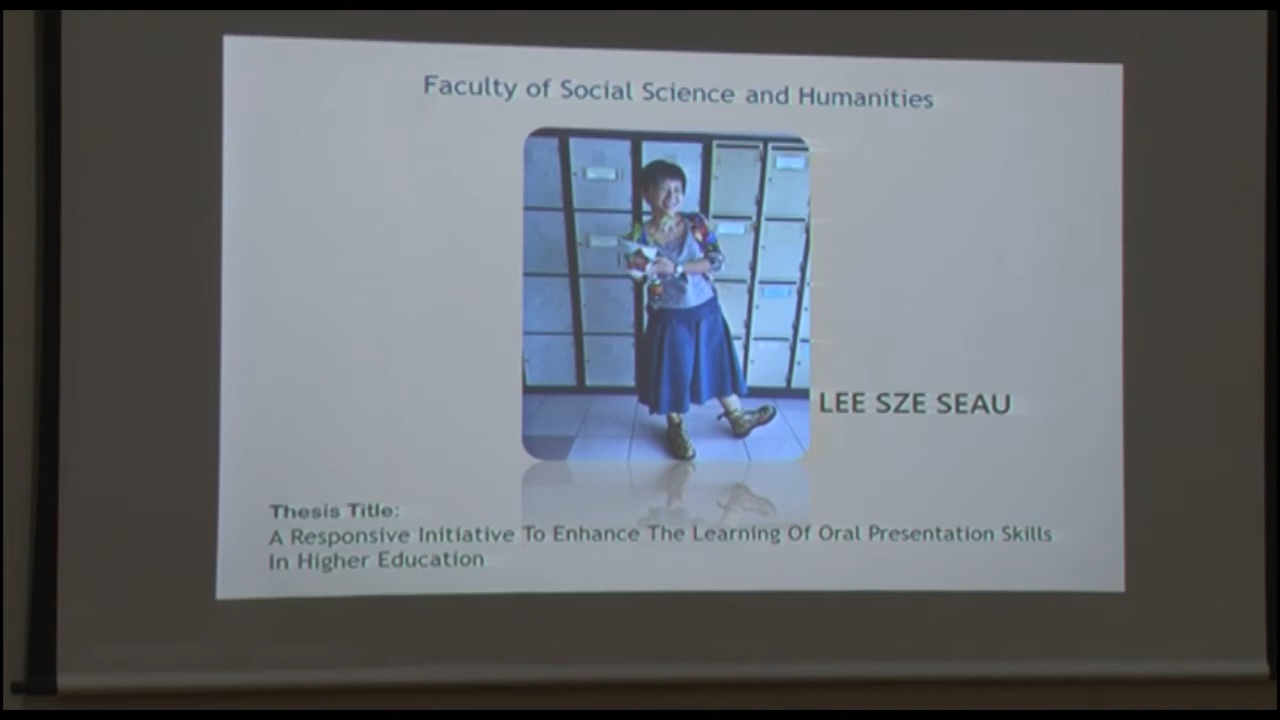 Faculty of Social Science and Humanities
LEE SZE SEAU
Thesis Title:
A Responsive Initiative To Enhance The Learning Of Oral Presentation Skills
In Higher Education